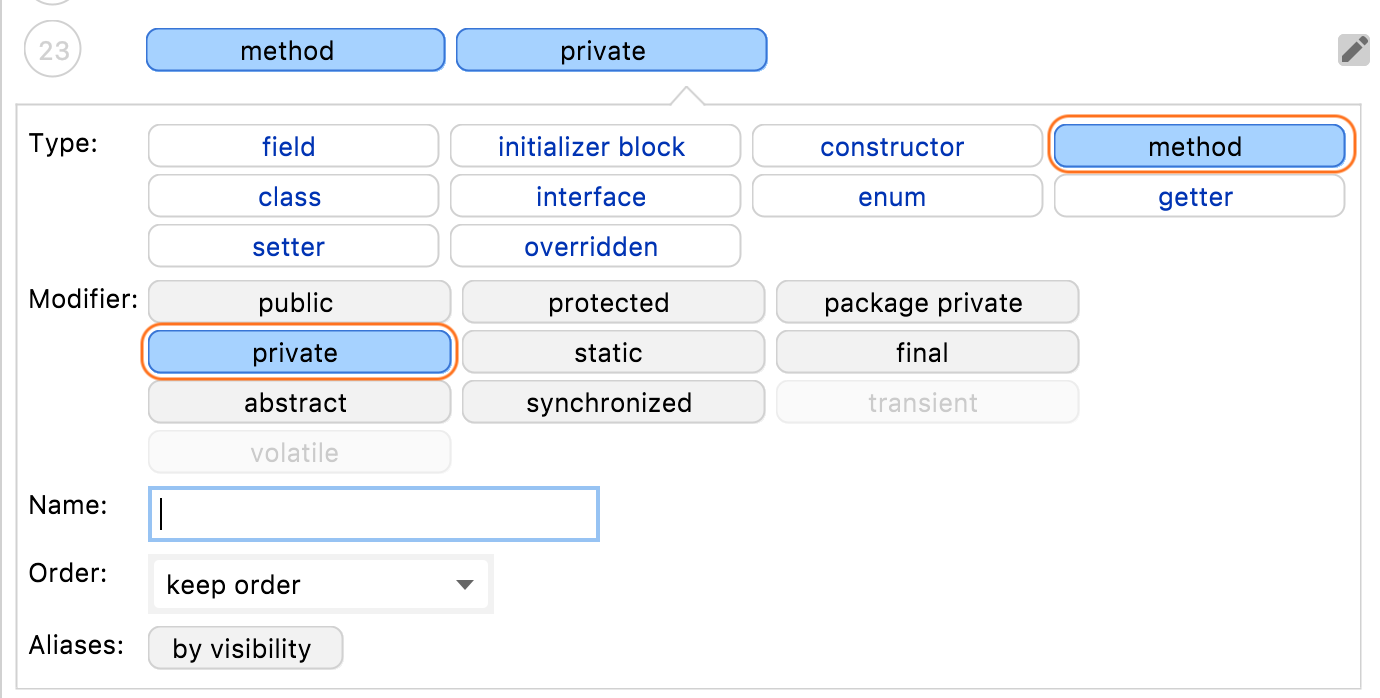 23 method private
Type: field initializer block constructor method
class interface enum getter
setter overridden
Modifier: public protected package private
private static final
abstract synchronized transient
volatile
Name:
Order: keep order
Aliases: by visibility